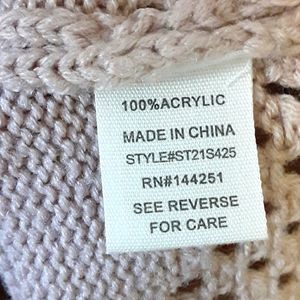 100%ACRYLIC
MADE IN CHINA
STYLE#ST21S425
RN#144251
SEE REVERSE
FOR CARE